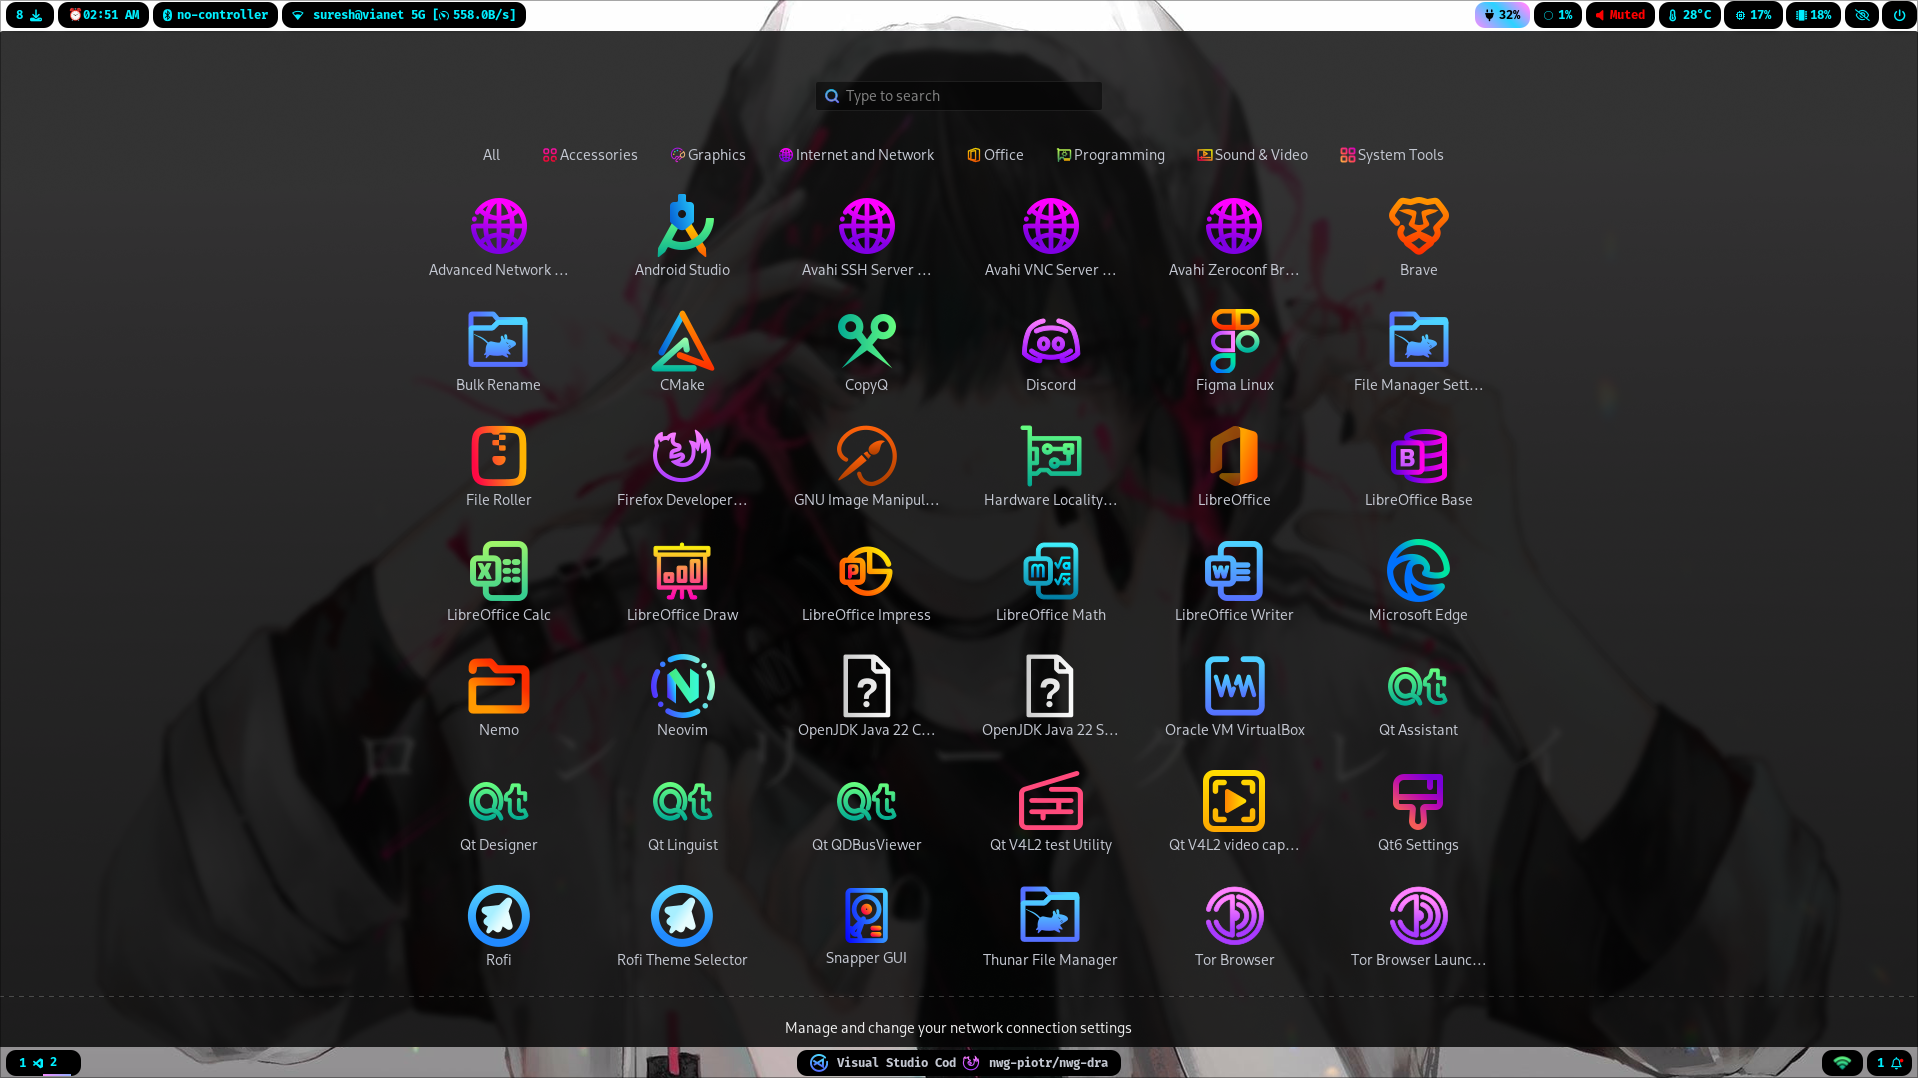 8
02:51 AM
no-controller
suresh@vianet 5G [ 558.0B/s]
32%
1%
Muted
28°C
17%
18%
Type to search
All Accessories Graphics Internet and Network Office Programming Sound & Video System Tools
Advanced Network … Android Studio Avahi SSH Server … Avahi VNC Server … Avahi Zeroconf Br… Brave
Bulk Rename CMake CopyQ Discord Figma Linux File Manager Sett…
File Roller Firefox Developer… GNU Image Manipul… Hardware Locality… LibreOffice LibreOffice Base
LibreOffice Calc LibreOffice Draw LibreOffice Impress LibreOffice Math LibreOffice Writer Microsoft Edge
Nemo Neovim OpenJDK Java 22 C… OpenJDK Java 22 S… Oracle VM VirtualBox Qt Assistant
ロンリーグレイ
Qt Designer Qt Linguist Qt QDBusViewer Qt V4L2 test Utility Qt V4L2 video cap… Qt6 Settings
Rofi Rofi Theme Selector Snapper GUI Thunar File Manager Tor Browser Tor Browser Launc…
Manage and change your network connection settings
1 2
Visual Studio Cod nwg-piotr/nwg-dra
1